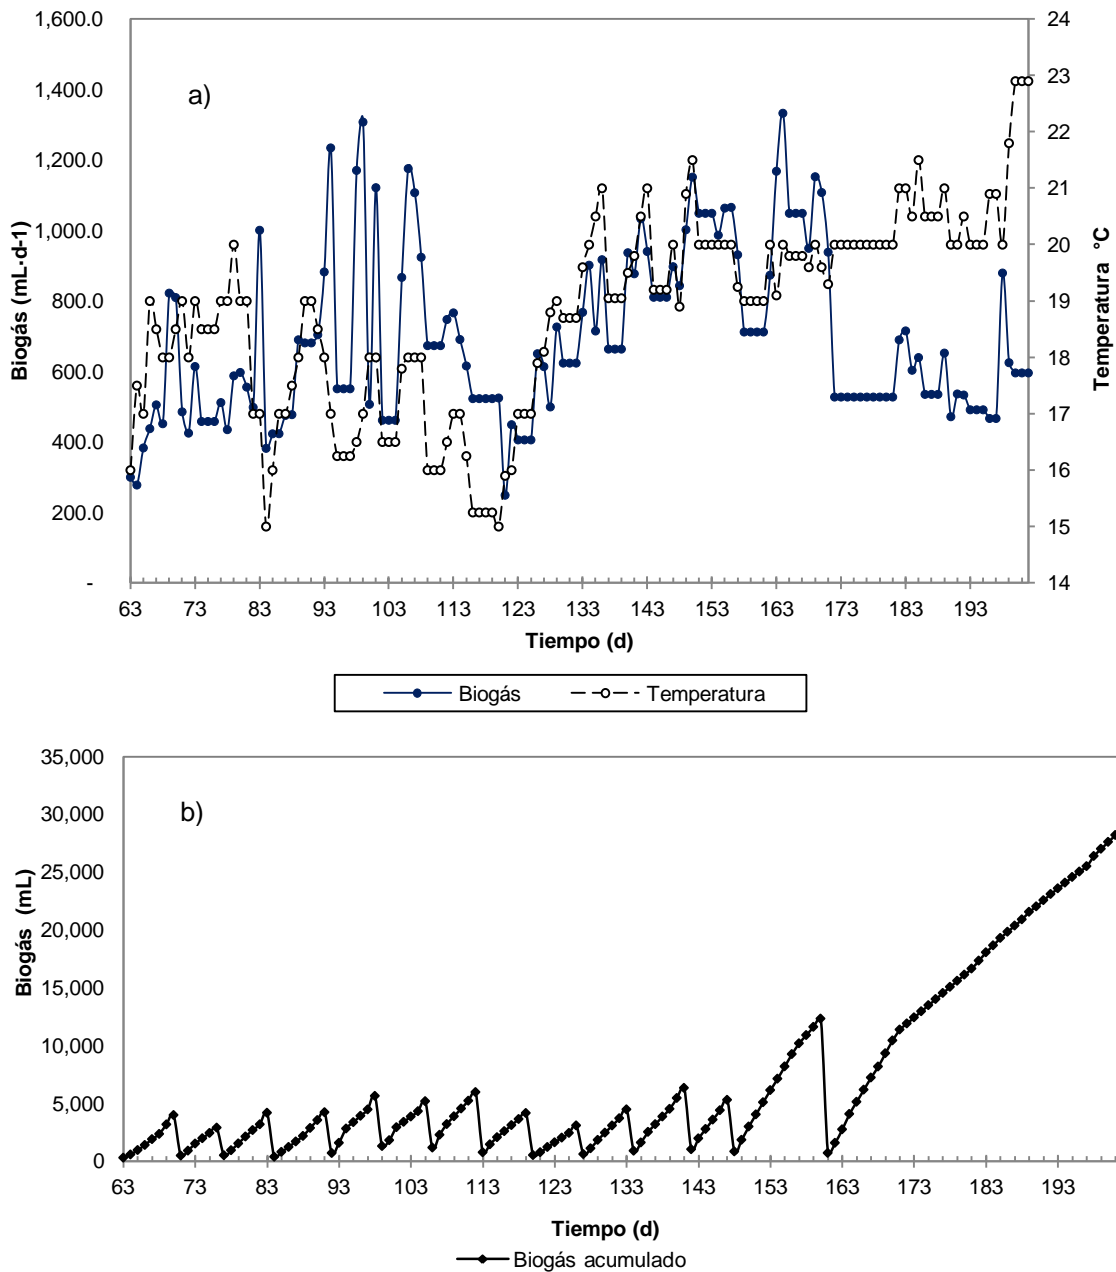 a)
Biogás (mL·d-1)
1,600.0
1,400.0
1,200.0
1,000.0
800.0
600.0
400.0
200.0
-
24
23
22
21
20
19
18
17
16
15
14
Temperatura °C
63 73 83 93 103 113 123 133 143 153 163 173 183 193
Tiempo (d)
Biogás Temperatura
b)
Biogás (mL)
35,000
30,000
25,000
20,000
15,000
10,000
5,000
0
63 73 83 93 103 113 123 133 143 153 163 173 183 193
Tiempo (d)
Biogás acumulado